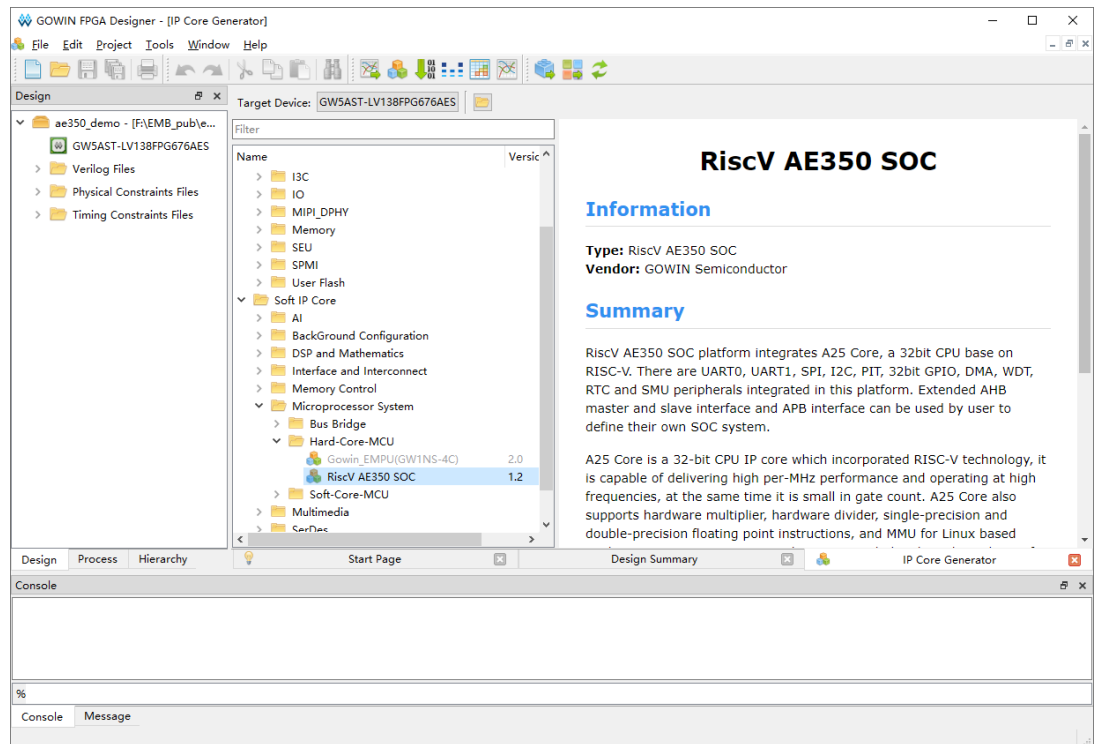 GOWIN FPGA Designer - [IP Core Generator]
File Edit Project Tools Window Help
Design
Target Device: GW5AST-LV138FPG676AES
ae350_demo - [F:\EMB_pub\e...
GW5AST-LV138FPG676AES
Verilog Files
Physical Constraints Files
Timing Constraints Files
Filter
Name Versic
I3C
IO
MIPI_DPHY
Memory
SEU
SPMI
User Flash
Soft IP Core
AI
BackGround Configuration
DSP and Mathematics
Interface and Interconnect
Memory Control
Microprocessor System
Bus Bridge
Hard-Core-MCU
Gowin_EMPU(GW1NS-4C) 2.0
RiscV AE350 SOC 1.2
Soft-Core-MCU
Multimedia
SerDes
RiscV AE350 SOC
Information
Type: RiscV AE350 SOC
Vendor: GOWIN Semiconductor
Summary
RiscV AE350 SOC platform integrates A25 Core, a 32bit CPU base on
RISC-V. There are UART0, UART1, SPI, I2C, PIT, 32bit GPIO, DMA, WDT,
RTC and SMU peripherals integrated in this platform. Extended AHB
master and slave interface and APB interface can be used by user to
define their own SOC system.
A25 Core is a 32-bit CPU IP core which incorporated RISC-V technology, it
is capable of delivering high per-MHz performance and operating at high
frequencies, at the same time it is small in gate count. A25 Core also
supports hardware multiplier, hardware divider, single-precision and
double-precision floating point instructions, and MMU for Linux based
Design Process Hierarchy
Start Page
Design Summary
IP Core Generator
Console
%
Console Message